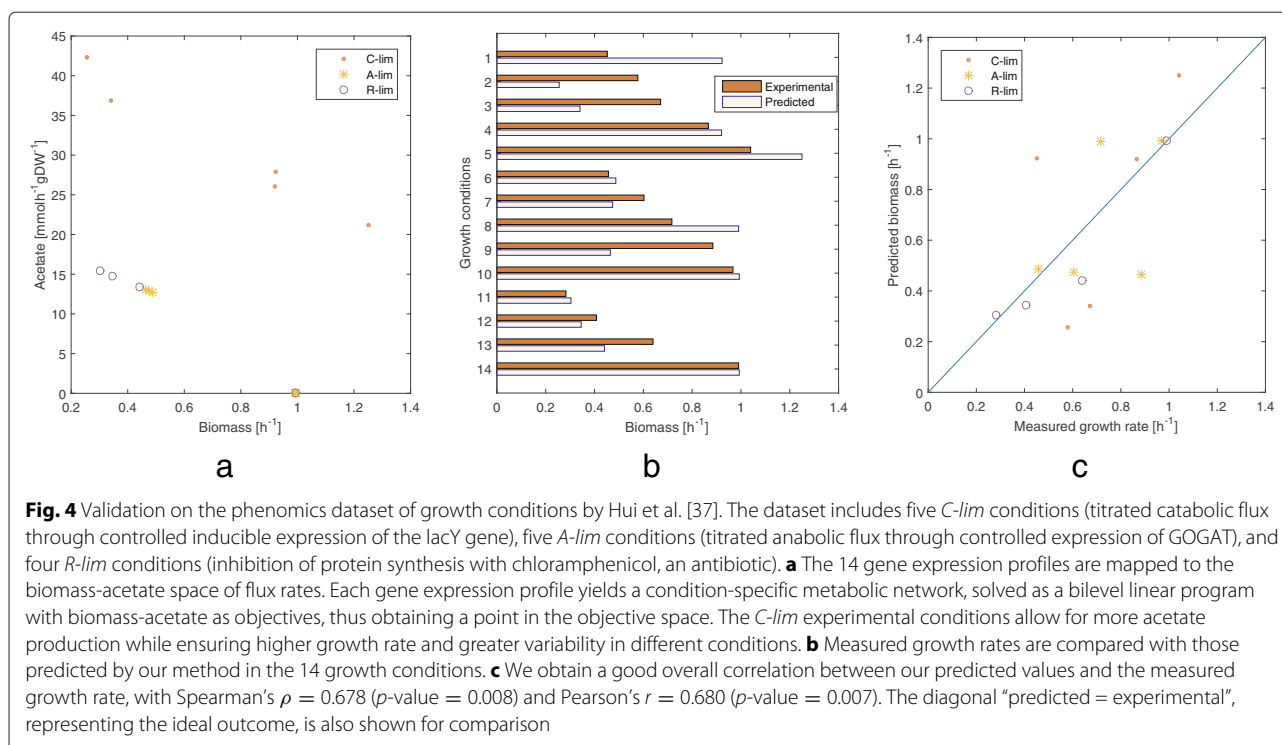 45
40
35
30
25
20
15
10
5
0
Acetate [mmolh⁻¹gDW⁻¹]
C-lim
A-lim
R-lim
0.2 0.4 0.6 0.8 1 1.2 1.4
Biomass [h⁻¹]
a
1
2
3
4
5
6
7
8
9
10
11
12
13
14
Growth conditions
Experimental
Predicted
0 0.2 0.4 0.6 0.8 1 1.2 1.4
Biomass [h⁻¹]
b
1.4
1.2
1
0.8
0.6
0.4
0.2
0
Predicted biomass [h⁻¹]
C-lim
A-lim
R-lim
0 0.2 0.4 0.6 0.8 1 1.2 1.4
Measured growth rate [h⁻¹]
c
Fig. 4 Validation on the phenomics dataset of growth conditions by Hui et al. [37]. The dataset includes five C-lim conditions (titrated catabolic flux
through controlled inducible expression of the lacY gene), five A-lim conditions (titrated anabolic flux through controlled expression of GOGAT), and
four R-lim conditions (inhibition of protein synthesis with chloramphenicol, an antibiotic). a The 14 gene expression profiles are mapped to the
biomass-acetate space of flux rates. Each gene expression profile yields a condition-specific metabolic network, solved as a bilevel linear program
with biomass-acetate as objectives, thus obtaining a point in the objective space. The C-lim experimental conditions allow for more acetate
production while ensuring higher growth rate and greater variability in different conditions. b Measured growth rates are compared with those
predicted by our method in the 14 growth conditions. c We obtain a good overall correlation between our predicted values and the measured
growth rate, with Spearman's ρ = 0.678 (p-value = 0.008) and Pearson's r = 0.680 (p-value = 0.007). The diagonal "predicted = experimental",
representing the ideal outcome, is also shown for comparison